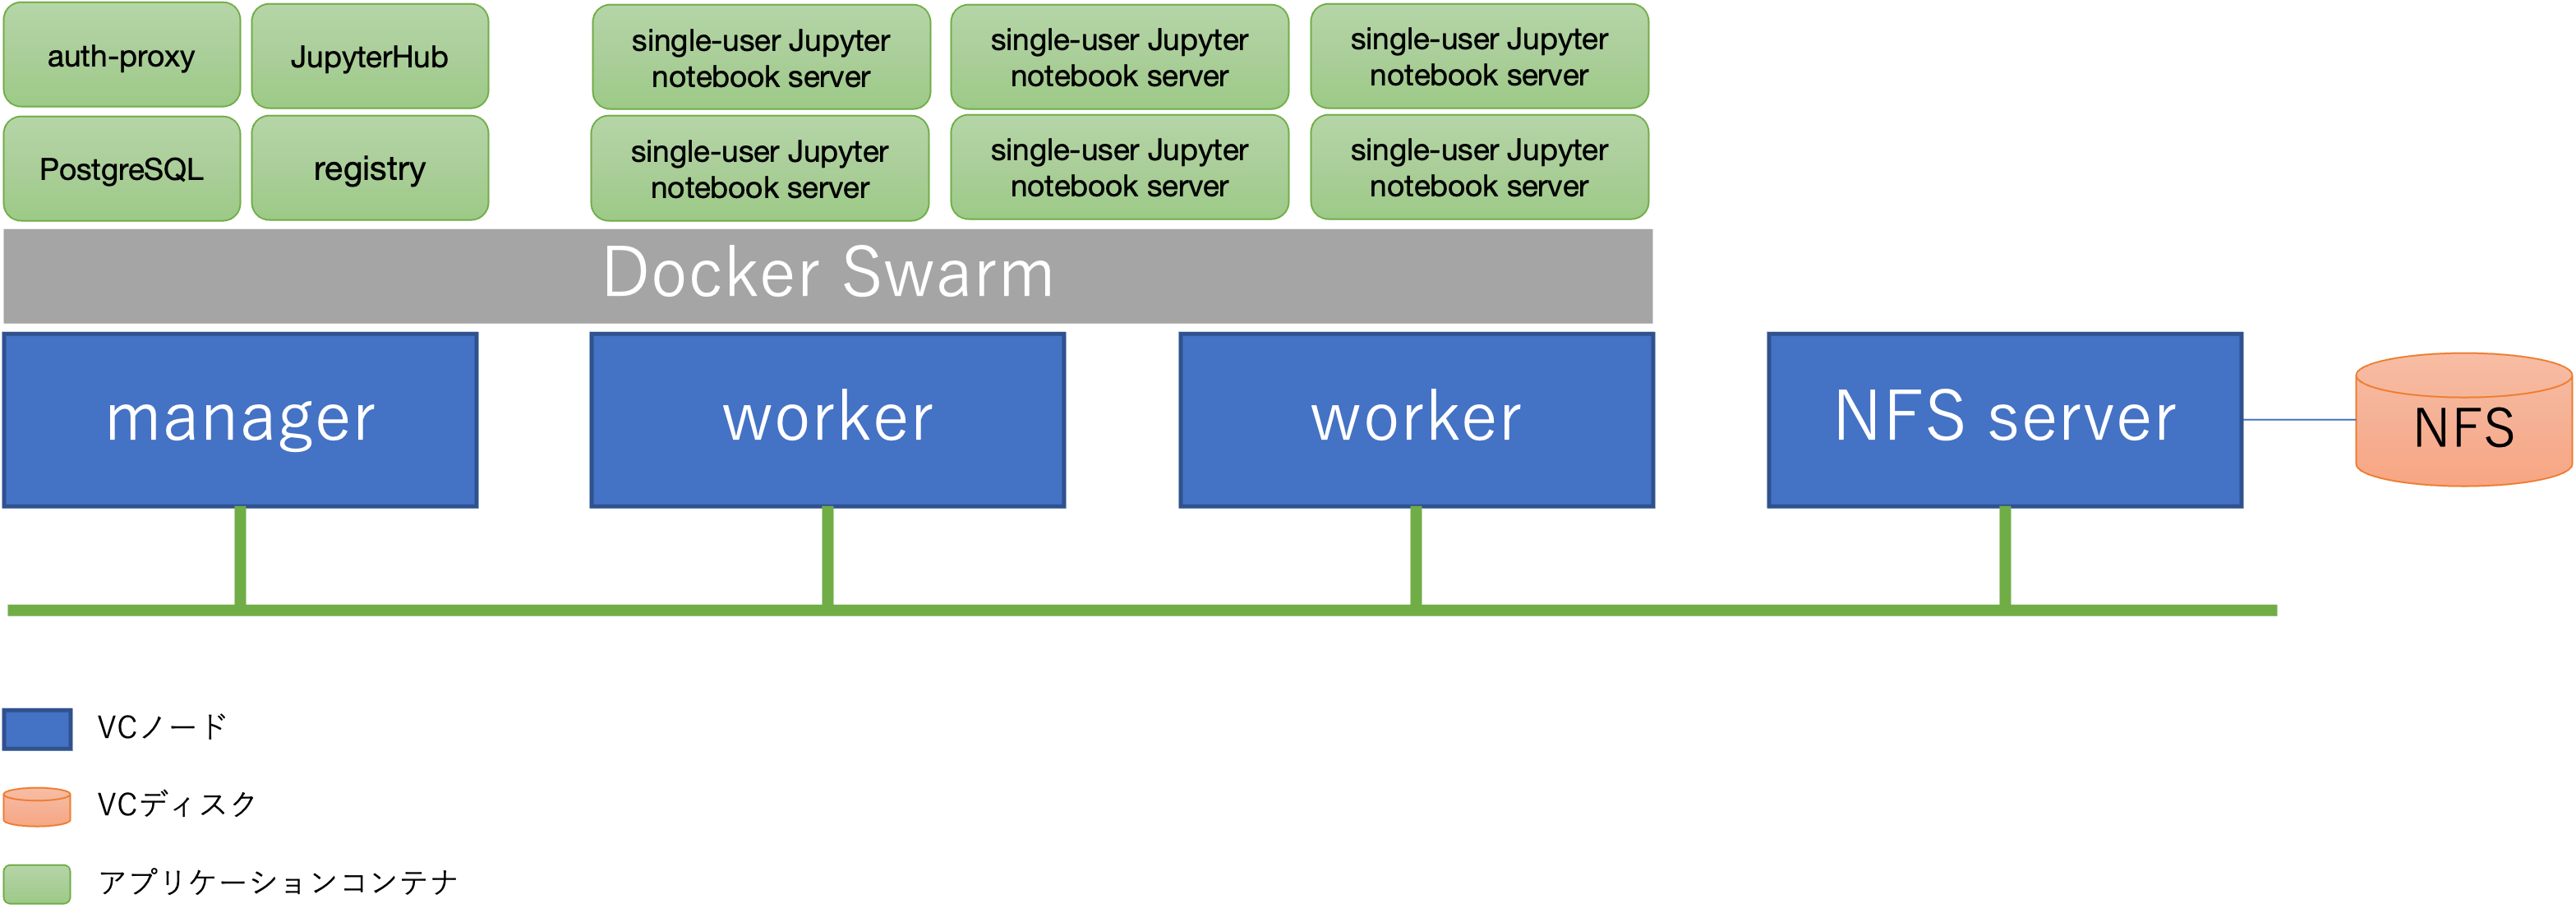 auth-proxy
JupyterHub
single-user Jupyter
notebook server
single-user Jupyter
notebook server
single-user Jupyter
notebook server
PostgreSQL
registry
single-user Jupyter
notebook server
single-user Jupyter
notebook server
single-user Jupyter
notebook server
Docker Swarm
manager
worker
worker
NFS server
NFS
VCノード
VCディスク
アプリケーションコンテナ